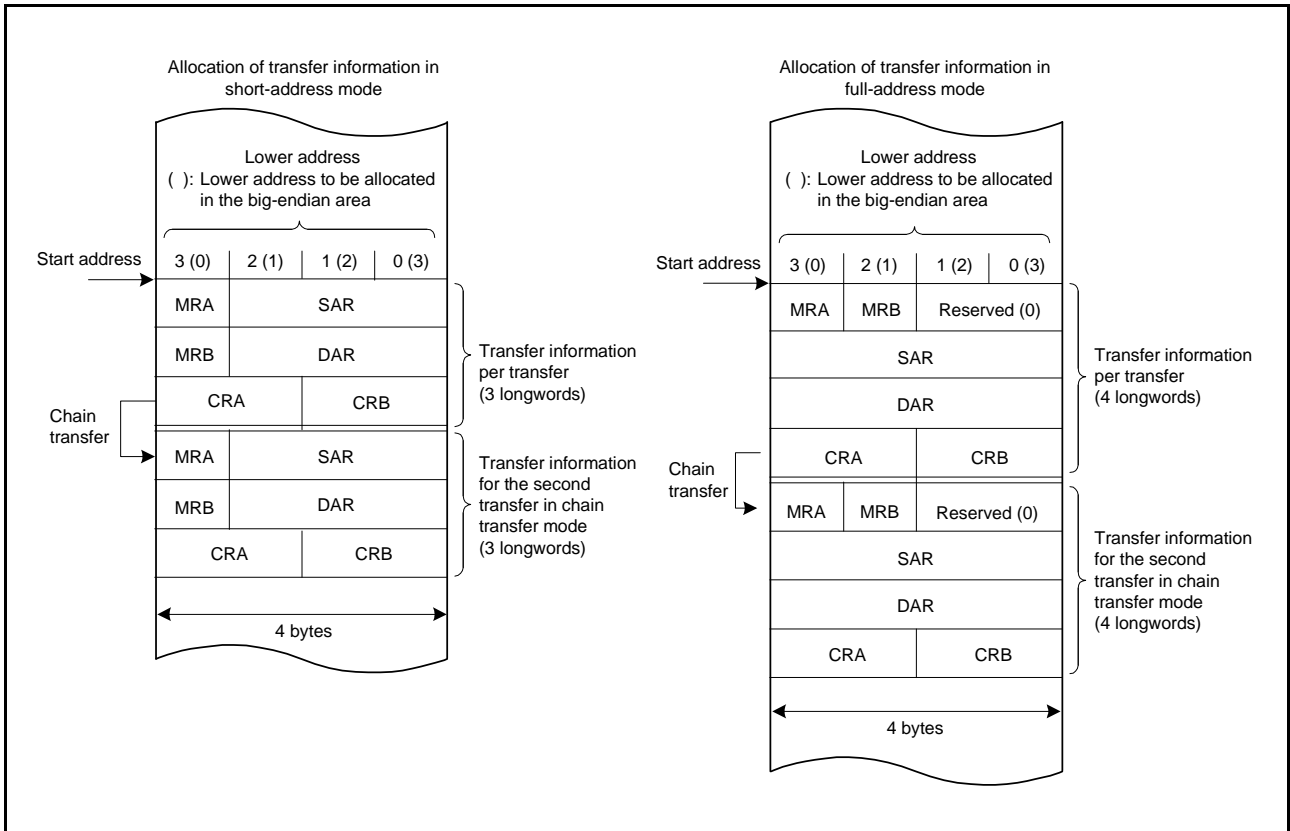 Allocation of transfer information in
short-address mode
Lower address
( ): Lower address to be allocated
in the big-endian area
Start address
3 (0) 2 (1) 1 (2) 0 (3)
MRA SAR
MRB DAR
CRA CRB
Transfer information
per transfer
(3 longwords)
Chain
transfer
MRA SAR
MRB DAR
CRA CRB
Transfer information
for the second
transfer in chain
transfer mode
(3 longwords)
4 bytes
Allocation of transfer information in
full-address mode
Lower address
( ): Lower address to be allocated
in the big-endian area
Start address
3 (0) 2 (1) 1 (2) 0 (3)
MRA MRB Reserved (0)
SAR
DAR
CRA CRB
Transfer information
per transfer
(4 longwords)
Chain
transfer
MRA MRB Reserved (0)
SAR
DAR
CRA CRB
Transfer information
for the second
transfer in chain
transfer mode
(4 longwords)
4 bytes